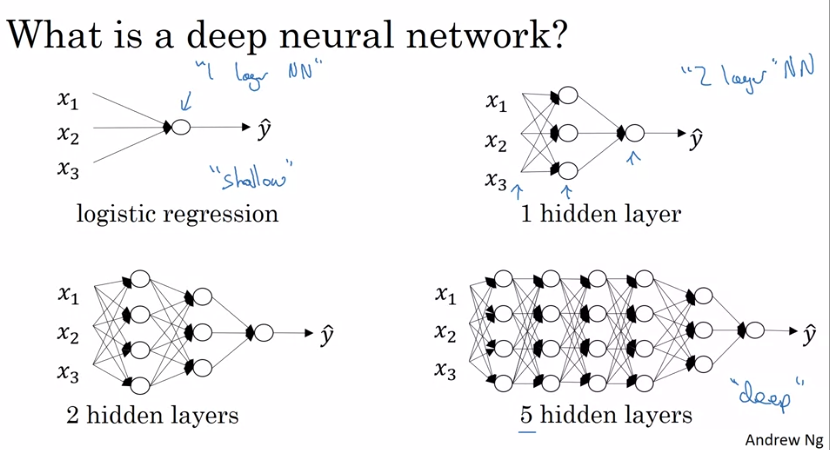 What is a deep neural network?
"1 layer NN"
x₁
x₂
x₃
ŷ
"shallow"
logistic regression
"2 layer" NN
x₁
x₂
x₃
ŷ
1 hidden layer
x₁
x₂
x₃
ŷ
2 hidden layers
x₁
x₂
x₃
ŷ
5 hidden layers
"deep"
Andrew Ng